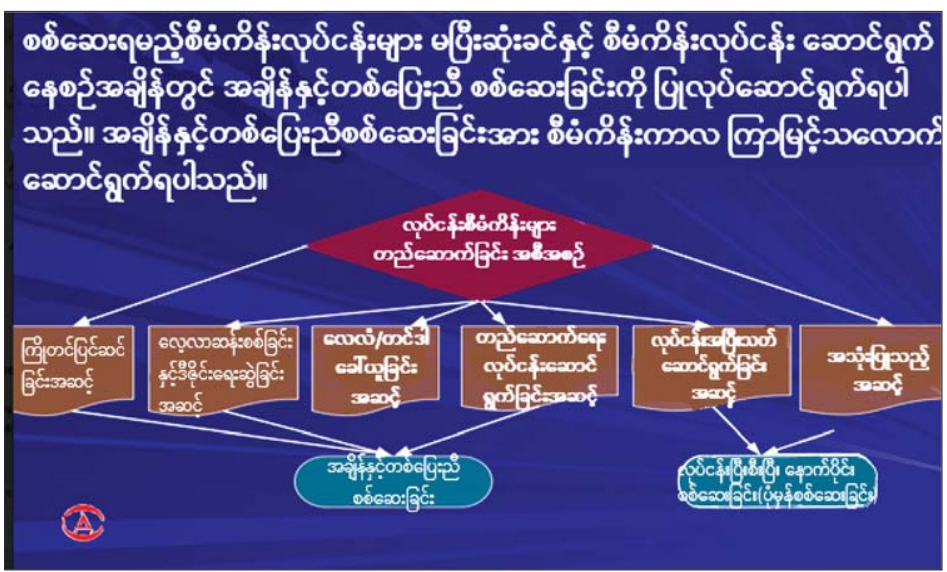 စစ်ဆေးရမည့်စီမံကိန်းလုပ်ငန်းများ မပြီးဆုံးခင်နှင့် စီမံကိန်းလုပ်ငန်း ဆောင်ရွက်
နေစဉ်အချိန်တွင် အချိန်နှင့်တစ်ပြေးညီ စစ်ဆေးခြင်းကို ပြုလုပ်ဆောင်ရွက်ရပါ
သည်။ အချိန်နှင့်တစ်ပြေးညီစစ်ဆေးခြင်းအား စီမံကိန်းကာလ ကြာမြင့်သလောက်
ဆောင်ရွက်ရပါသည်။
လုပ်ငန်းစီမံကိန်းများ
တည်ဆောက်ခြင်း အစီအစဉ်
ကြိုတင်ပြင်ဆင်
ခြင်းအဆင့်
လေ့လာဆန်းစစ်ခြင်း
နှင့်ဒီဇိုင်းရေးဆွဲခြင်း
အဆင့်
လေလံ/တင်ဒါ
ခေါ်ယူခြင်း
အဆင့်
တည်ဆောက်ရေး
လုပ်ငန်းဆောင်
ရွက်ခြင်းအဆင့်
လုပ်ငန်းအပြီးသတ်
ဆောင်ရွက်ခြင်း
အဆင့်
အသုံးပြုသည့်
အဆင့်
အချိန်နှင့်တစ်ပြေးညီ
စစ်ဆေးခြင်း
လုပ်ငန်းပြီးစီးပြီး နောက်ပိုင်း
စစ်ဆေးခြင်း(ပုံမှန်စစ်ဆေးခြင်း)